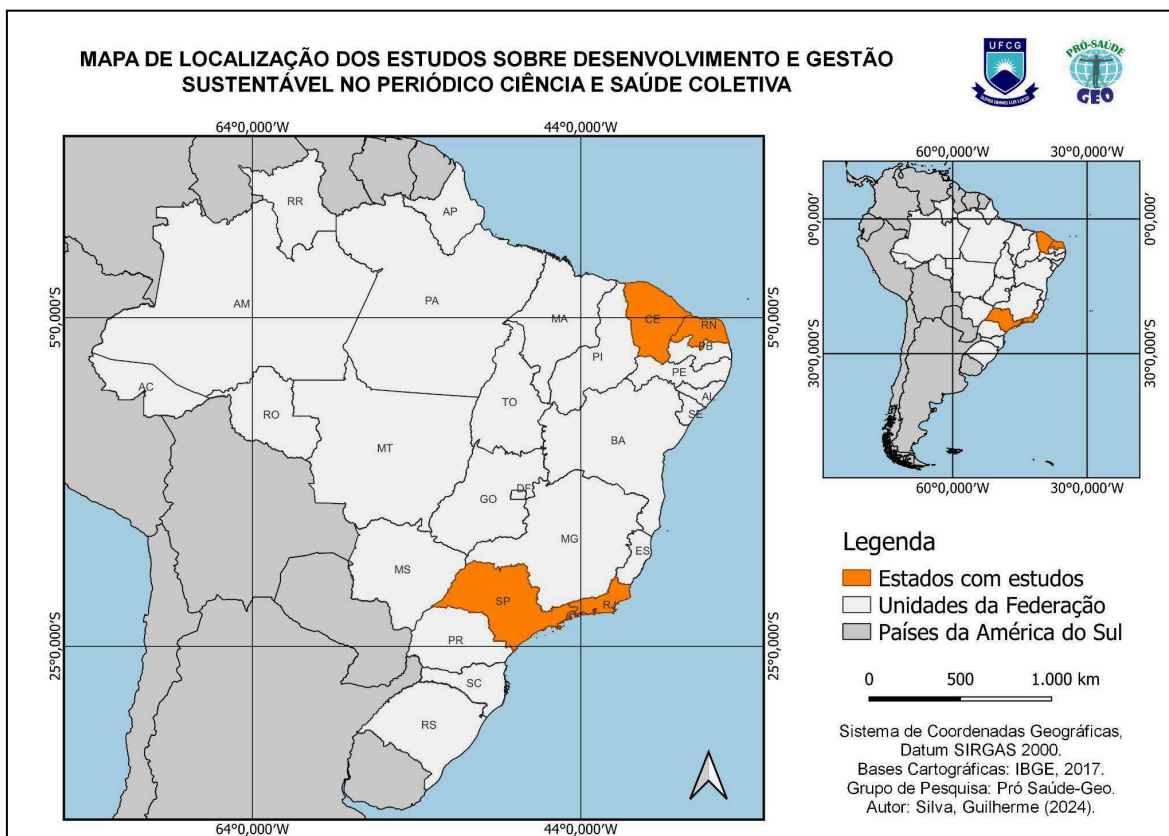 MAPA DE LOCALIZAÇÃO DOS ESTUDOS SOBRE DESENVOLVIMENTO E GESTÃO
SUSTENTÁVEL NO PERIÓDICO CIÊNCIA E SAÚDE COLETIVA
UFCG
PRÓ-SAÚDE
GEO
64°0,000'W
44°0,000'W
RR
AP
AM
PA
MA
CE
RN
PB
PI
PE
AC
AL
TO
SE
RO
BA
MT
DF
GO
MG
ES
MS
SP
RJ
PR
SC
RS
5°0,000'S
5°0,000'S
25°0,000'S
25°0,000'S
64°0,000'W
44°0,000'W
60°0,000'W
30°0,000'W
0°0,000'
0°0,000'
30°0,000'S
30°0,000'S
60°0,000'W
30°0,000'W
Legenda
Estados com estudos
Unidades da Federação
Países da América do Sul
0
500
1.000 km
Sistema de Coordenadas Geográficas,
Datum SIRGAS 2000.
Bases Cartográficas: IBGE, 2017.
Grupo de Pesquisa: Pró Saúde-Geo.
Autor: Silva, Guilherme (2024).